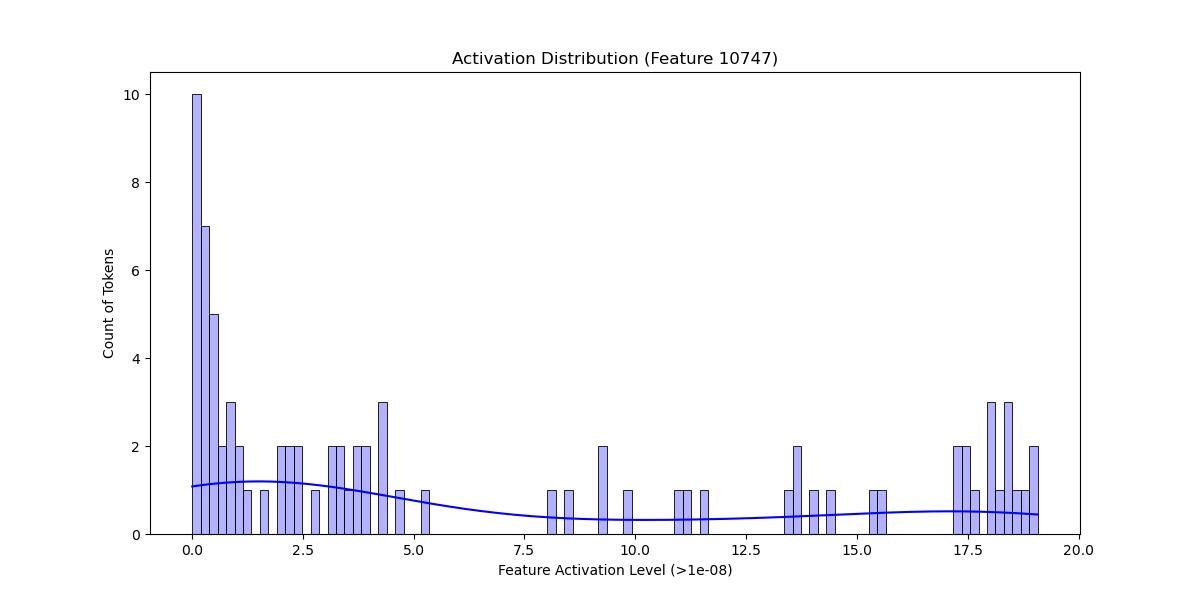 Activation Distribution (Feature 10747)
10
8
6
4
2
0
Count of Tokens
0.0 2.5 5.0 7.5 10.0 12.5 15.0 17.5 20.0
Feature Activation Level (>1e-08)